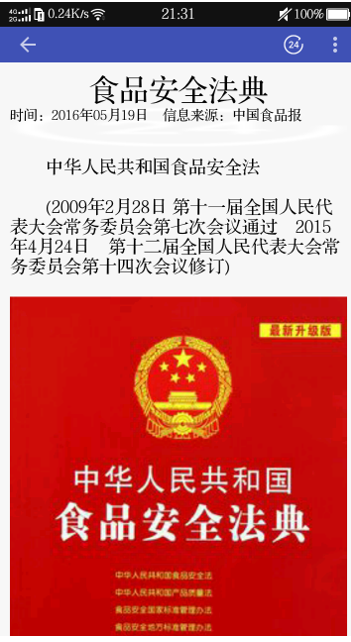 4G 2G 0.24K/s 21:31 100%
24
食品安全法典
时间：2016年05月19日 信息来源：中国食品报
中华人民共和国食品安全法
(2009年2月28日 第十一届全国人民代
表大会常务委员会第七次会议通过 2015
年4月24日 第十二届全国人民代表大会常
务委员会第十四次会议修订)
最新升级版
中华人民共和国
食品安全法典
中华人民共和国食品安全法
中华人民共和国产品质量法
食品安全国家标准管理办法
食品安全地方标准管理办法